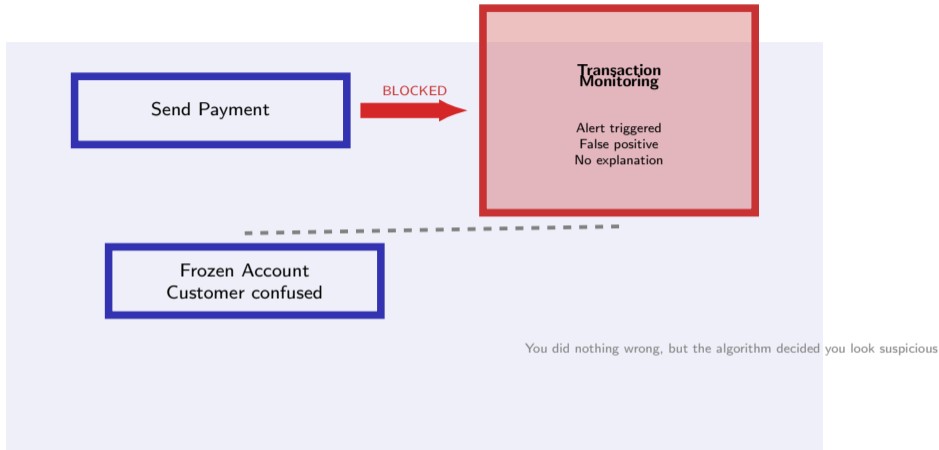 Send Payment
BLOCKED
Transaction
Monitoring
Alert triggered
False positive
No explanation
Frozen Account
Customer confused
You did nothing wrong, but the algorithm decided you look suspicious